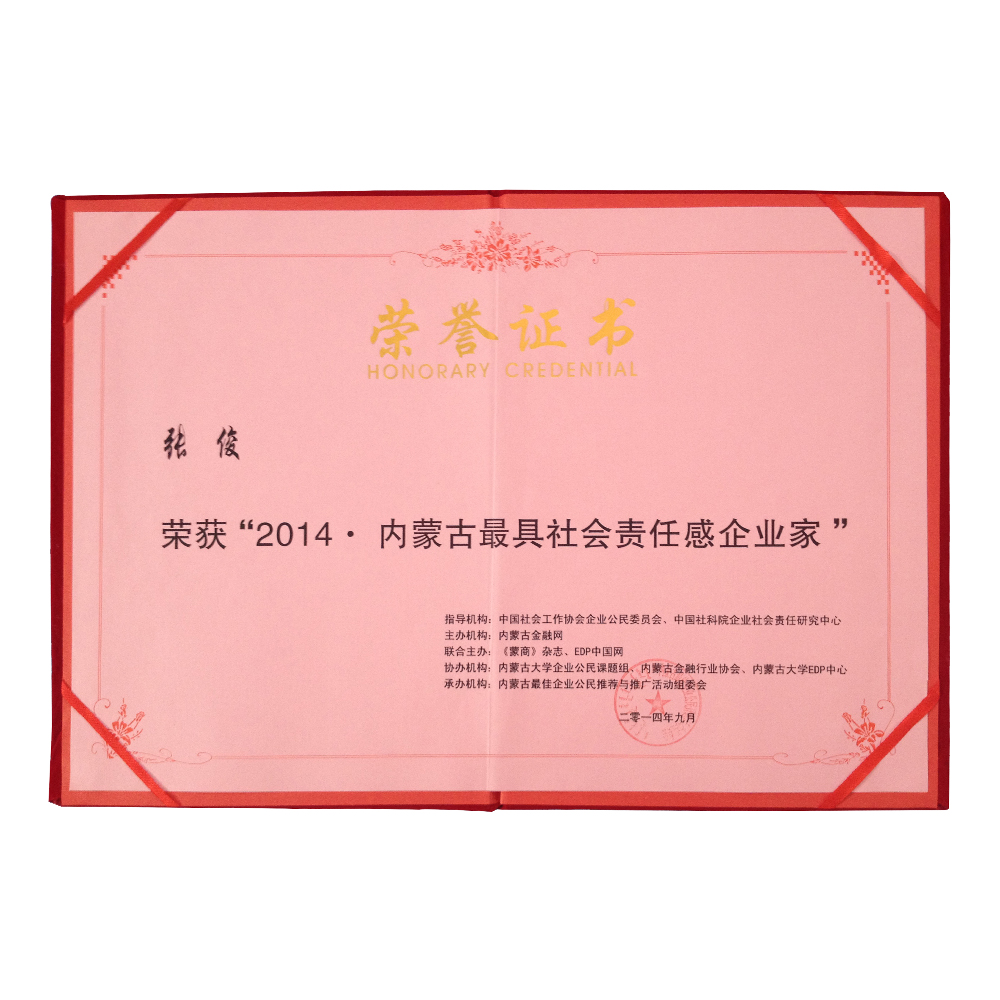 荣誉证书
HONORARY CREDENTIAL
张 俊
荣获“2014· 内蒙古最具社会责任感企业家”
指导机构：中国社会工作协会企业公民委员会、中国社科院企业社会责任研究中心
主办机构：内蒙古金融网
联合主办：《蒙商》杂志、EDP中国网
协办机构：内蒙古大学企业公民课题组、内蒙古金融行业协会、内蒙古大学EDP中心
承办机构：内蒙古最佳企业公民推荐与推广活动组委会
二零一四年九月